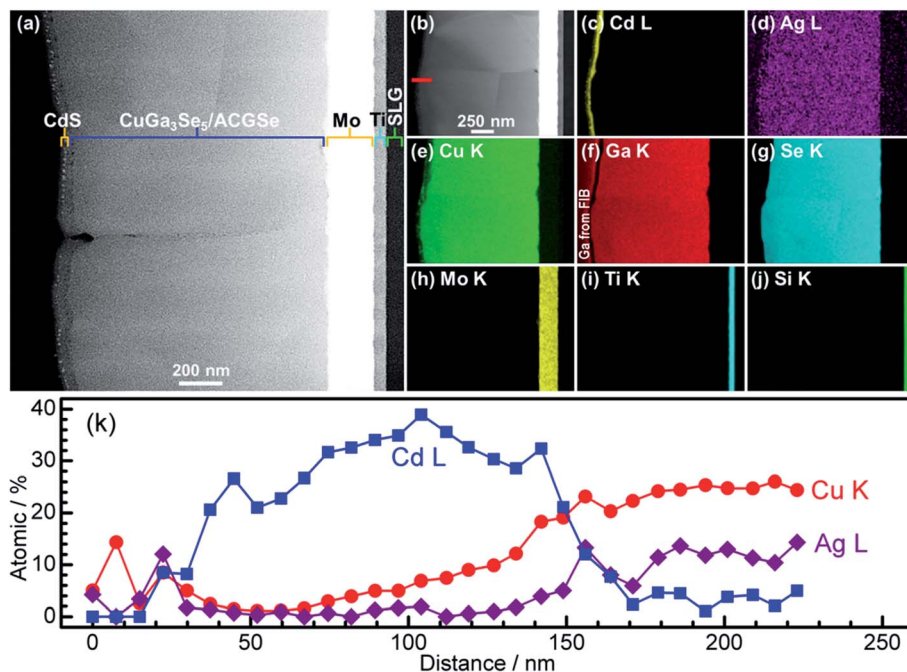 (a)
CdS
CuGa3Se5/ACGSe
Mo
Ti
SLG
200 nm
(b)
250 nm
(c) Cd L
(d) Ag L
(e) Cu K
(f) Ga K
Ga from FIB
(g) Se K
(h) Mo K
(i) Ti K
(j) Si K
(k)
Cd L
Cu K
Ag L
Atomic / %
40
30
20
10
0
0 50 100 150 200 250
Distance / nm